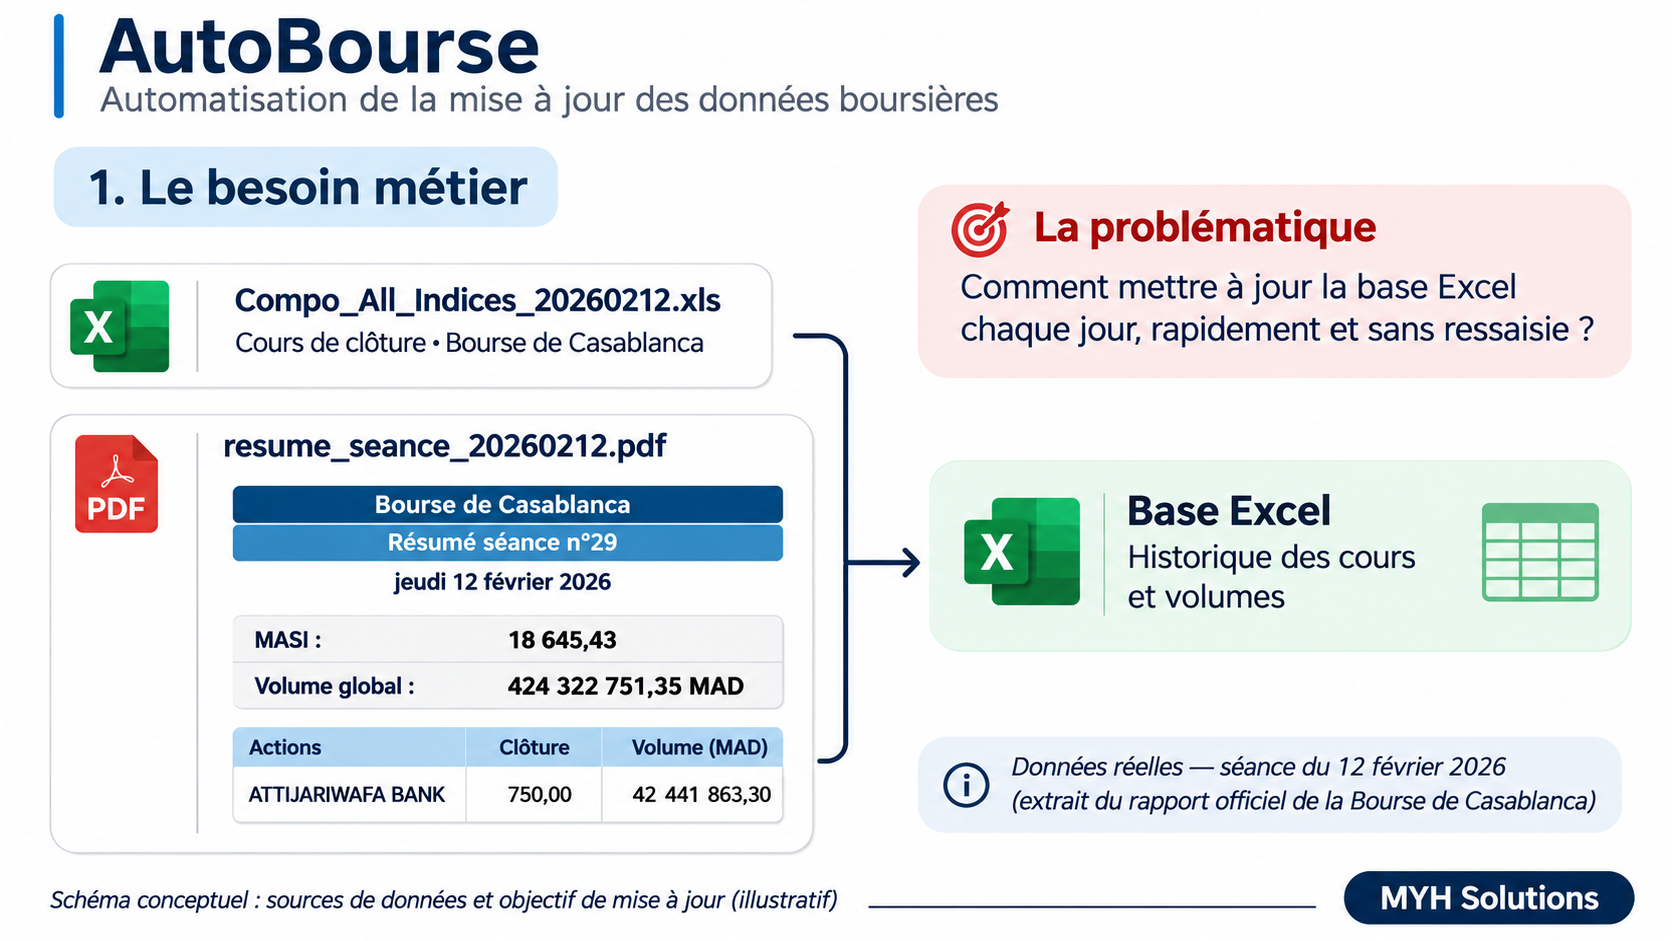 AutoBourse
Automatisation de la mise à jour des données boursières
1. Le besoin métier
X
Compo_All_Indices_20260212.xls
Cours de clôture • Bourse de Casablanca
PDF
resume_seance_20260212.pdf
Bourse de Casablanca
Résumé séance n°29
jeudi 12 février 2026
MASI : 18 645,43
Volume global : 424 322 751,35 MAD
Actions Clôture Volume (MAD)
ATTIJARIWAFA BANK 750,00 42 441 863,30
La problématique
Comment mettre à jour la base Excel
chaque jour, rapidement et sans ressaisie ?
X
Base Excel
Historique des cours
et volumes
i
Données réelles — séance du 12 février 2026
(extrait du rapport officiel de la Bourse de Casablanca)
Schéma conceptuel : sources de données et objectif de mise à jour (illustratif)
MYH Solutions